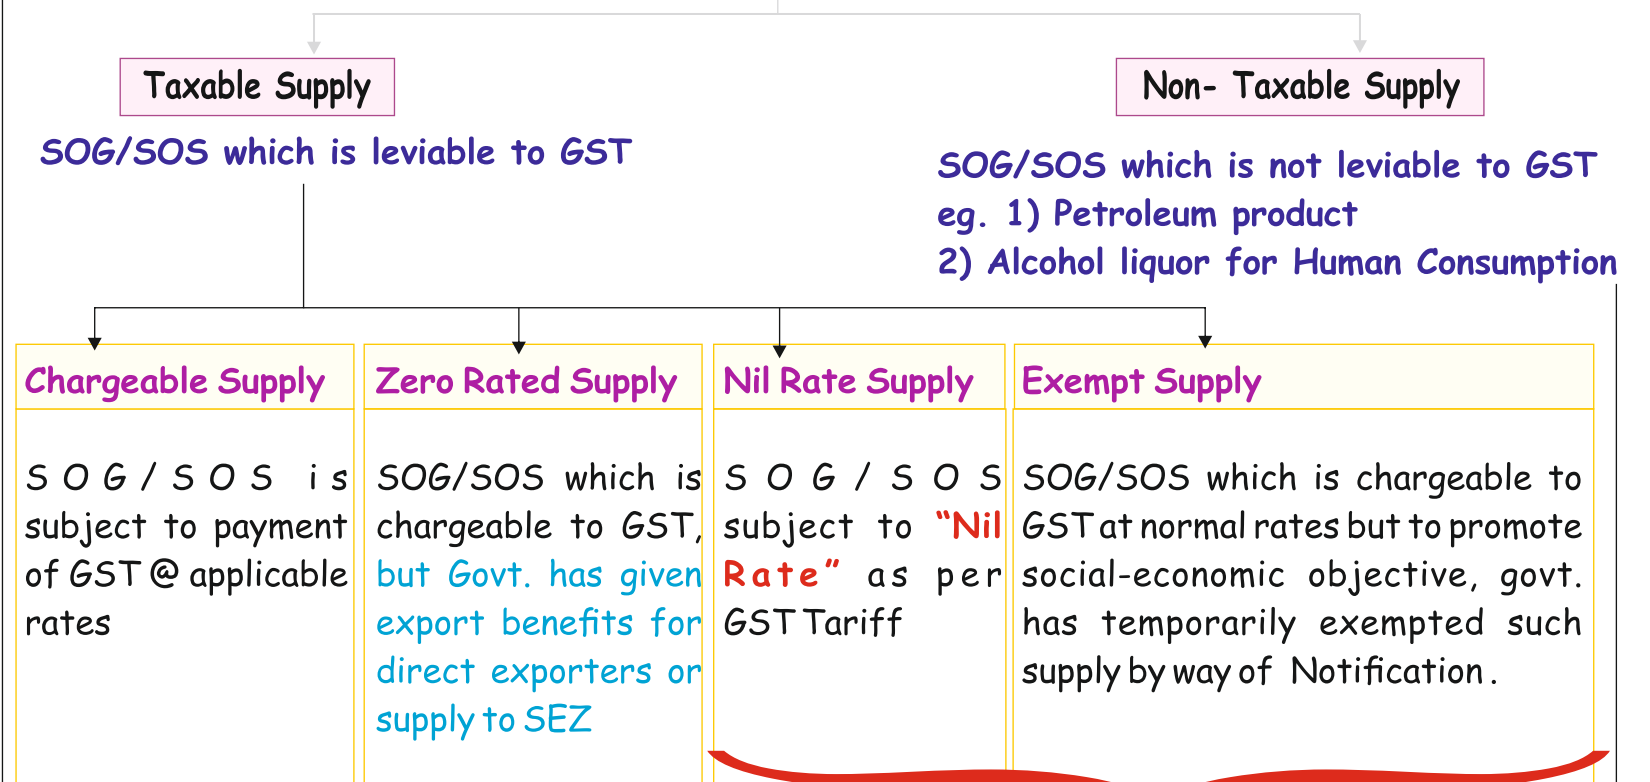 Taxable Supply
Non- Taxable Supply
SOG/SOS which is leviable to GST
SOG/SOS which is not leviable to GST
eg. 1) Petroleum product
2) Alcohol liquor for Human Consumption
Chargeable Supply
SOG/SOS is
subject to payment
of GST @ applicable
rates
Zero Rated Supply
SOG/SOS which is
chargeable to GST,
but Govt. has given
export benefits for
direct exporters or
supply to SEZ
Nil Rate Supply
SOG/SOS
subject to “Nil
Rate” as per
GST Tariff
Exempt Supply
SOG/SOS which is chargeable to
GST at normal rates but to promote
social-economic objective, govt.
has temporarily exempted such
supply by way of Notification.